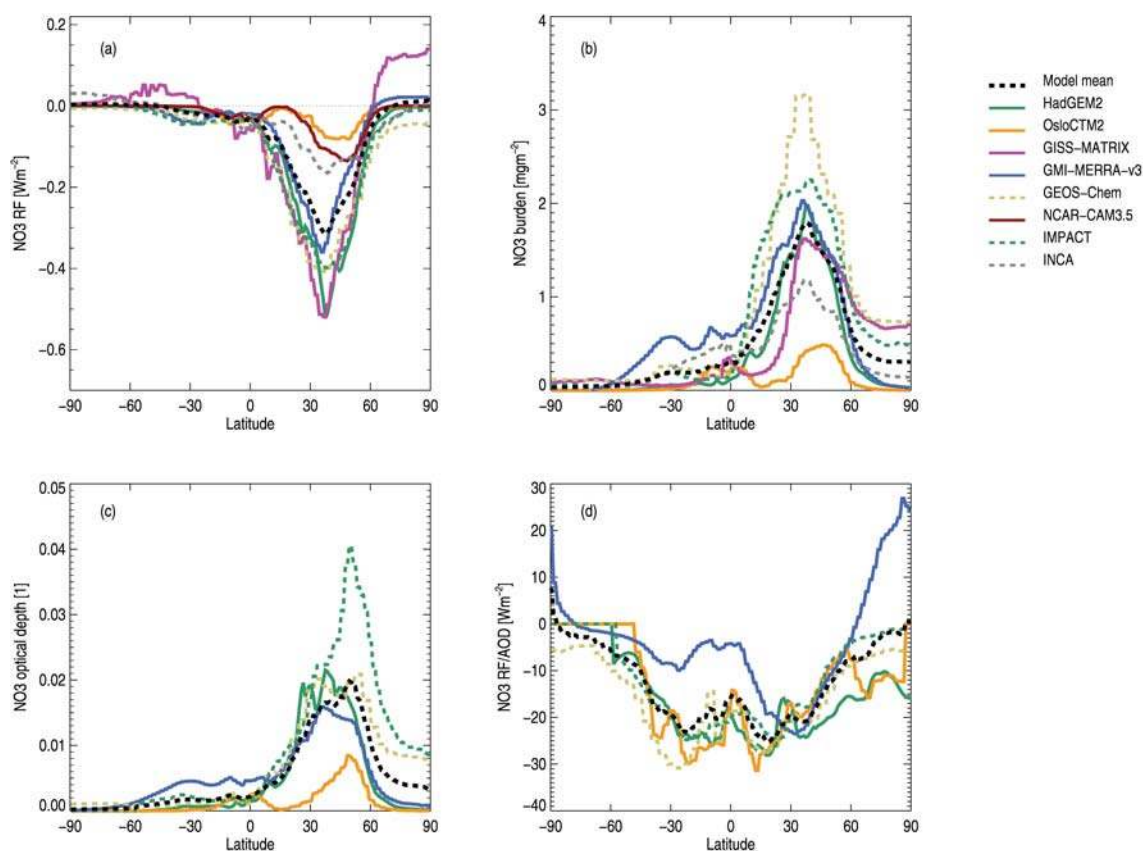 (a)
NO3 RF [Wm−2]
0.2
0.0
−0.2
−0.4
−0.6
−90 −60 −30 0 30 60 90
Latitude
(b)
NO3 burden [mgm−2]
4
3
2
1
0
−90 −60 −30 0 30 60 90
Latitude
Model mean
HadGEM2
OsloCTM2
GISS−MATRIX
GMI−MERRA−v3
GEOS−Chem
NCAR−CAM3.5
IMPACT
INCA
(c)
NO3 optical depth [1]
0.05
0.04
0.03
0.02
0.01
0.00
−90 −60 −30 0 30 60 90
Latitude
(d)
NO3 RF/AOD [Wm−2]
30
20
10
0
−10
−20
−30
−40
−90 −60 −30 0 30 60 90
Latitude